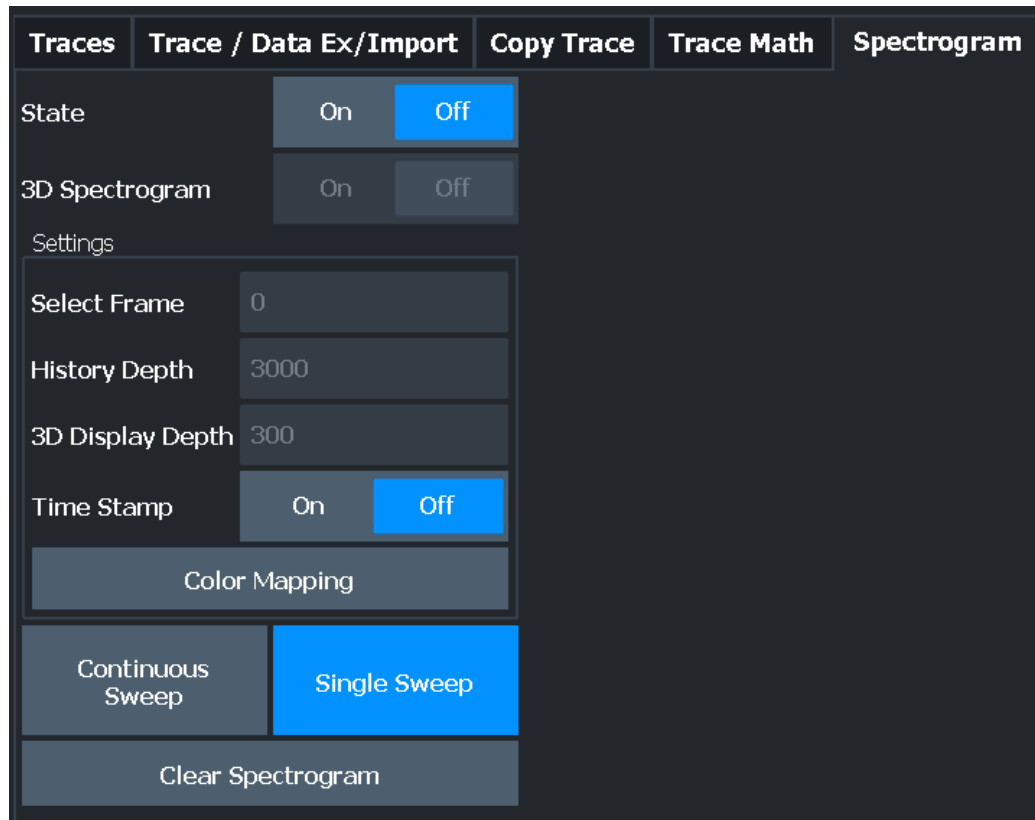 Traces Trace / Data Ex/Import Copy Trace Trace Math Spectrogram
State On Off
3D Spectrogram On Off
Settings
Select Frame 0
History Depth 3000
3D Display Depth 300
Time Stamp On Off
Color Mapping
Continuous
Sweep
Single Sweep
Clear Spectrogram